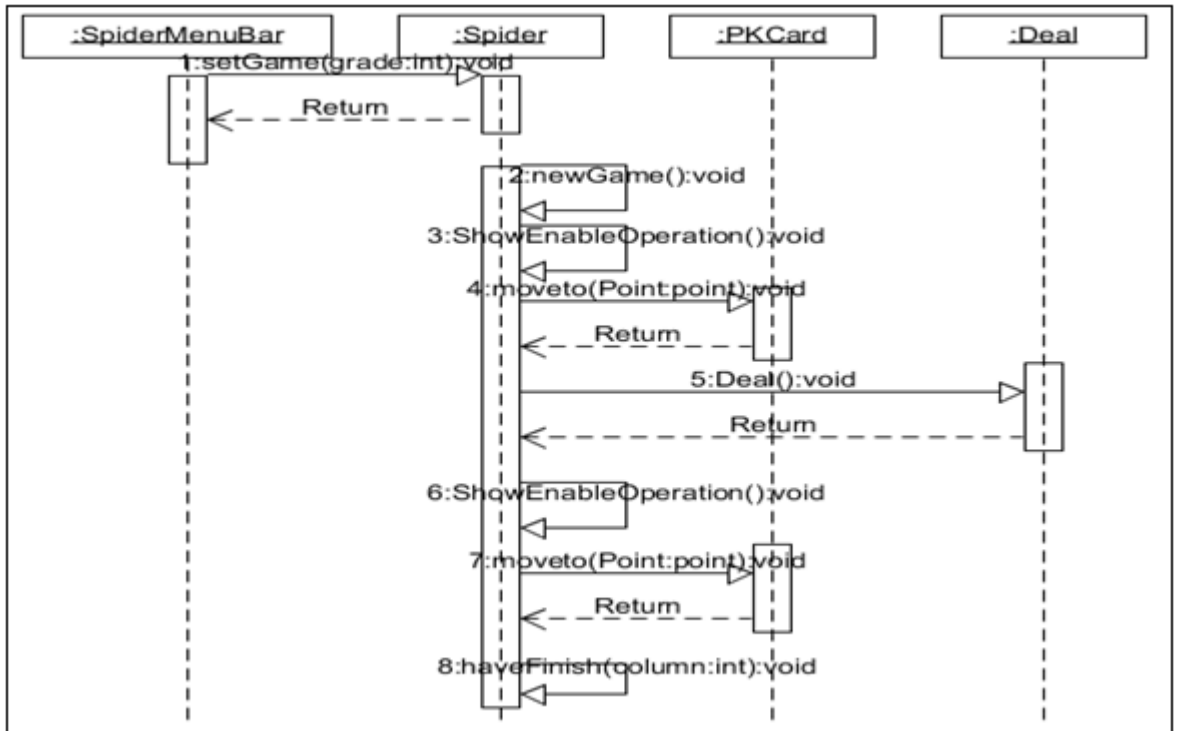 :SpiderMenuBar
:Spider
:PKCard
:Deal
1:setGame(grade:int):void
Return
2:newGame():void
3:ShowEnableOperation():void
4:moveto(Point:point):void
Return
5:Deal():void
Return
6:ShowEnableOperation():void
7:moveto(Point:point):void
Return
8:haveFinish(column:int):void